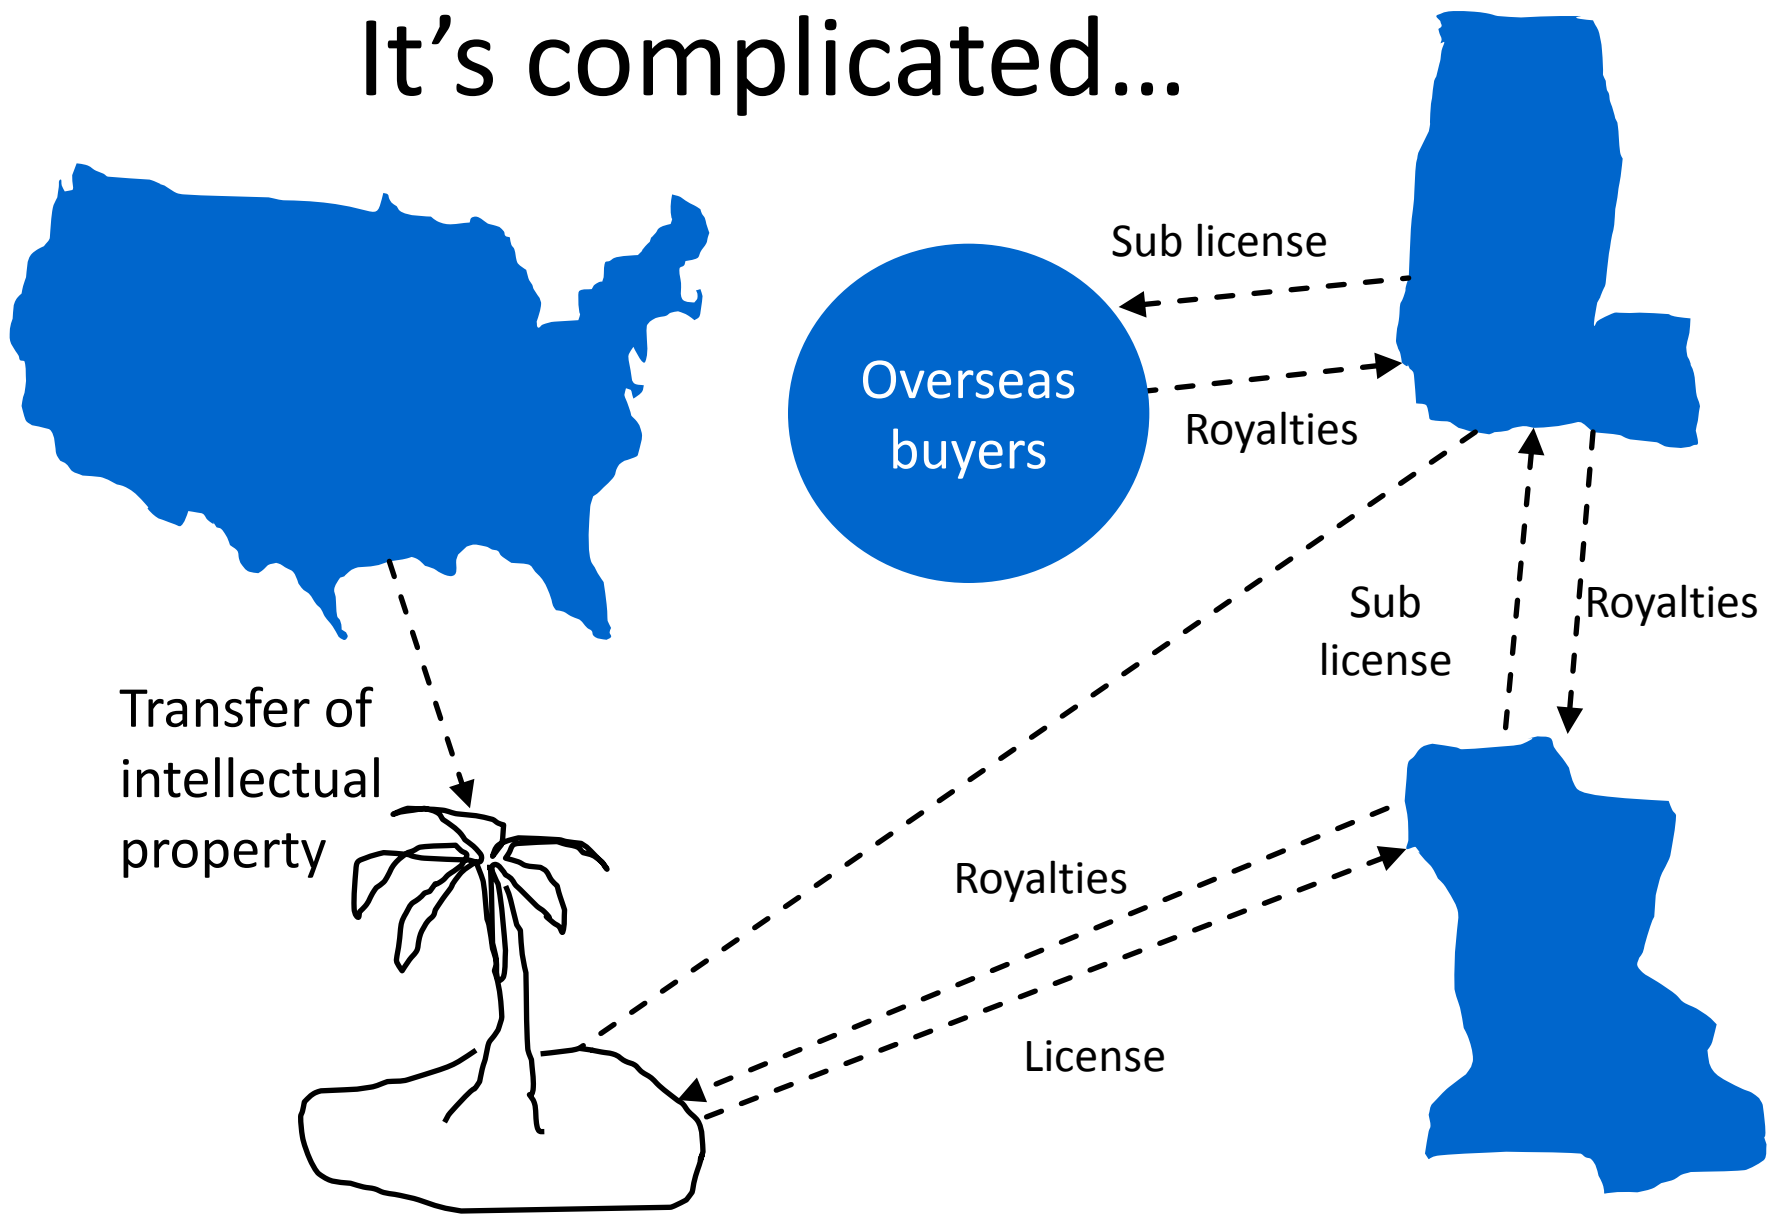 It’s complicated...
Sub license
Overseas
buyers
Royalties
Sub
license
Royalties
Transfer of
intellectual
property
Royalties
License